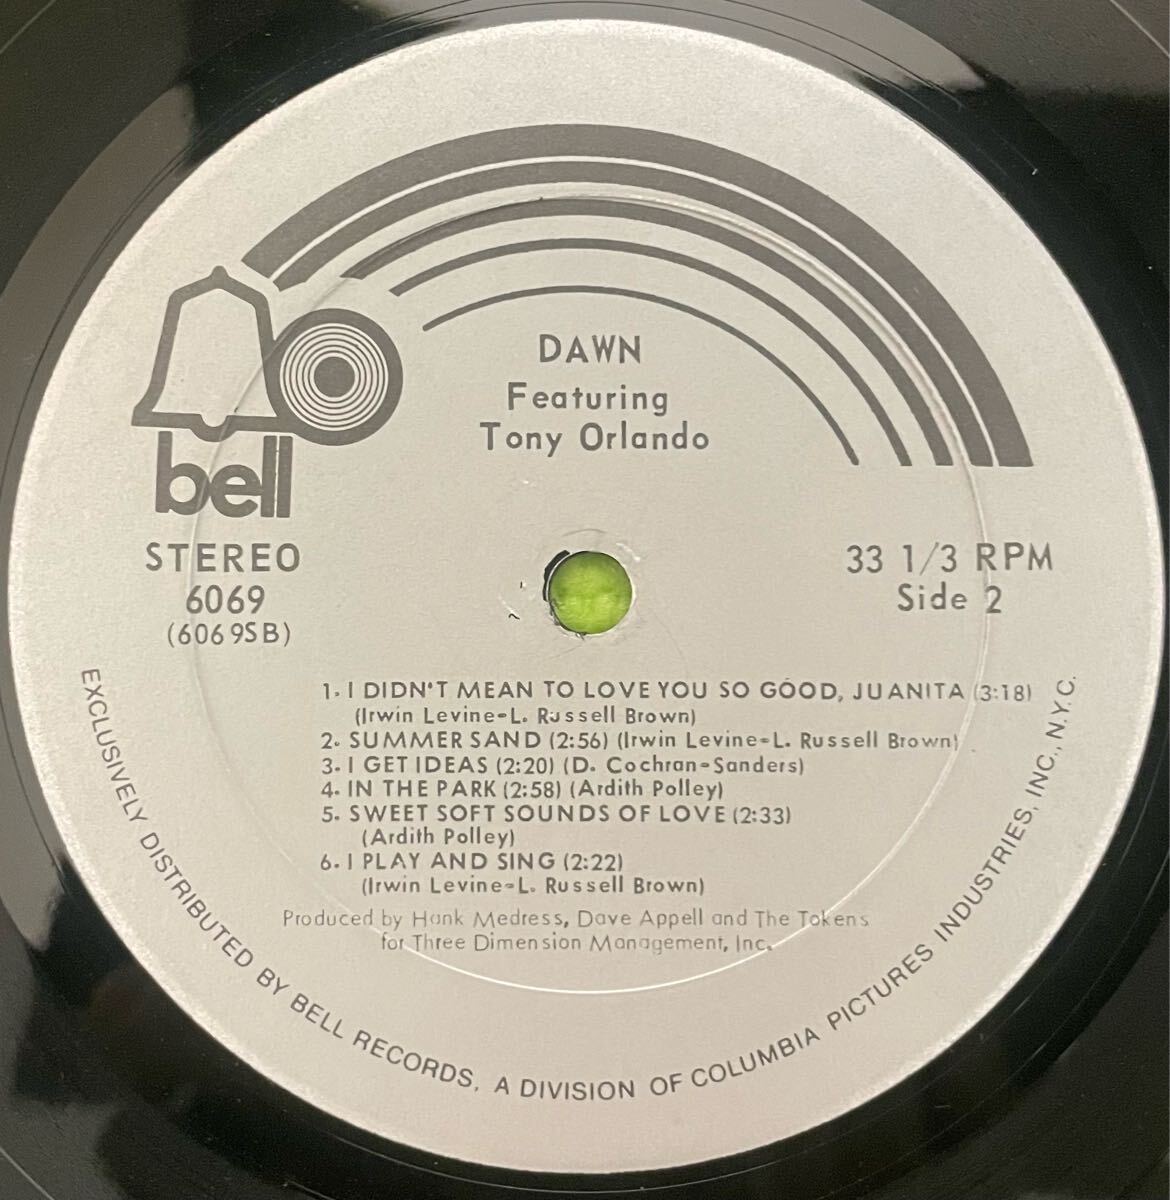 bell
DAWN
Featuring
Tony Orlando
STEREO
6069
(6069SB)
33 1/3 RPM
Side 2
1. I DIDN'T MEAN TO LOVE YOU SO GOOD, JUANITA (3:18)
(Irwin Levine-L. Russell Brown)
2. SUMMER SAND (2:56) (Irwin Levine-L. Russell Brown)
3. I GET IDEAS (2:20) (D. Cochran-Sanders)
4. IN THE PARK (2:58) (Ardith Polley)
5. SWEET SOFT SOUNDS OF LOVE (2:33)
(Ardith Polley)
6. I PLAY AND SING (2:22)
(Irwin Levine-L. Russell Brown)
Produced by Hank Medress, Dave Appell and The Tokens
for Three Dimension Management, Inc.
EXCLUSIVELY DISTRIBUTED BY BELL RECORDS, A DIVISION OF COLUMBIA PICTURES INDUSTRIES, INC., N.Y.C.